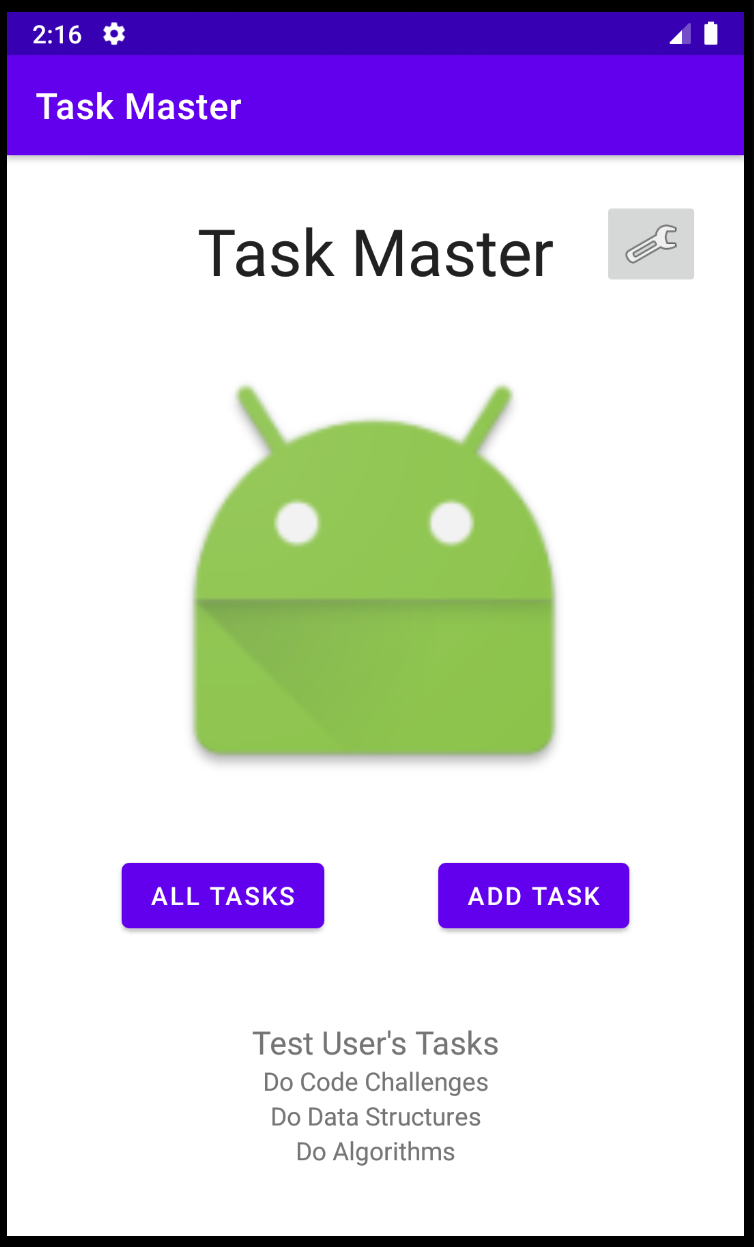 2:16
Task Master
Task Master
ALL TASKS
ADD TASK
Test User's Tasks
Do Code Challenges
Do Data Structures
Do Algorithms